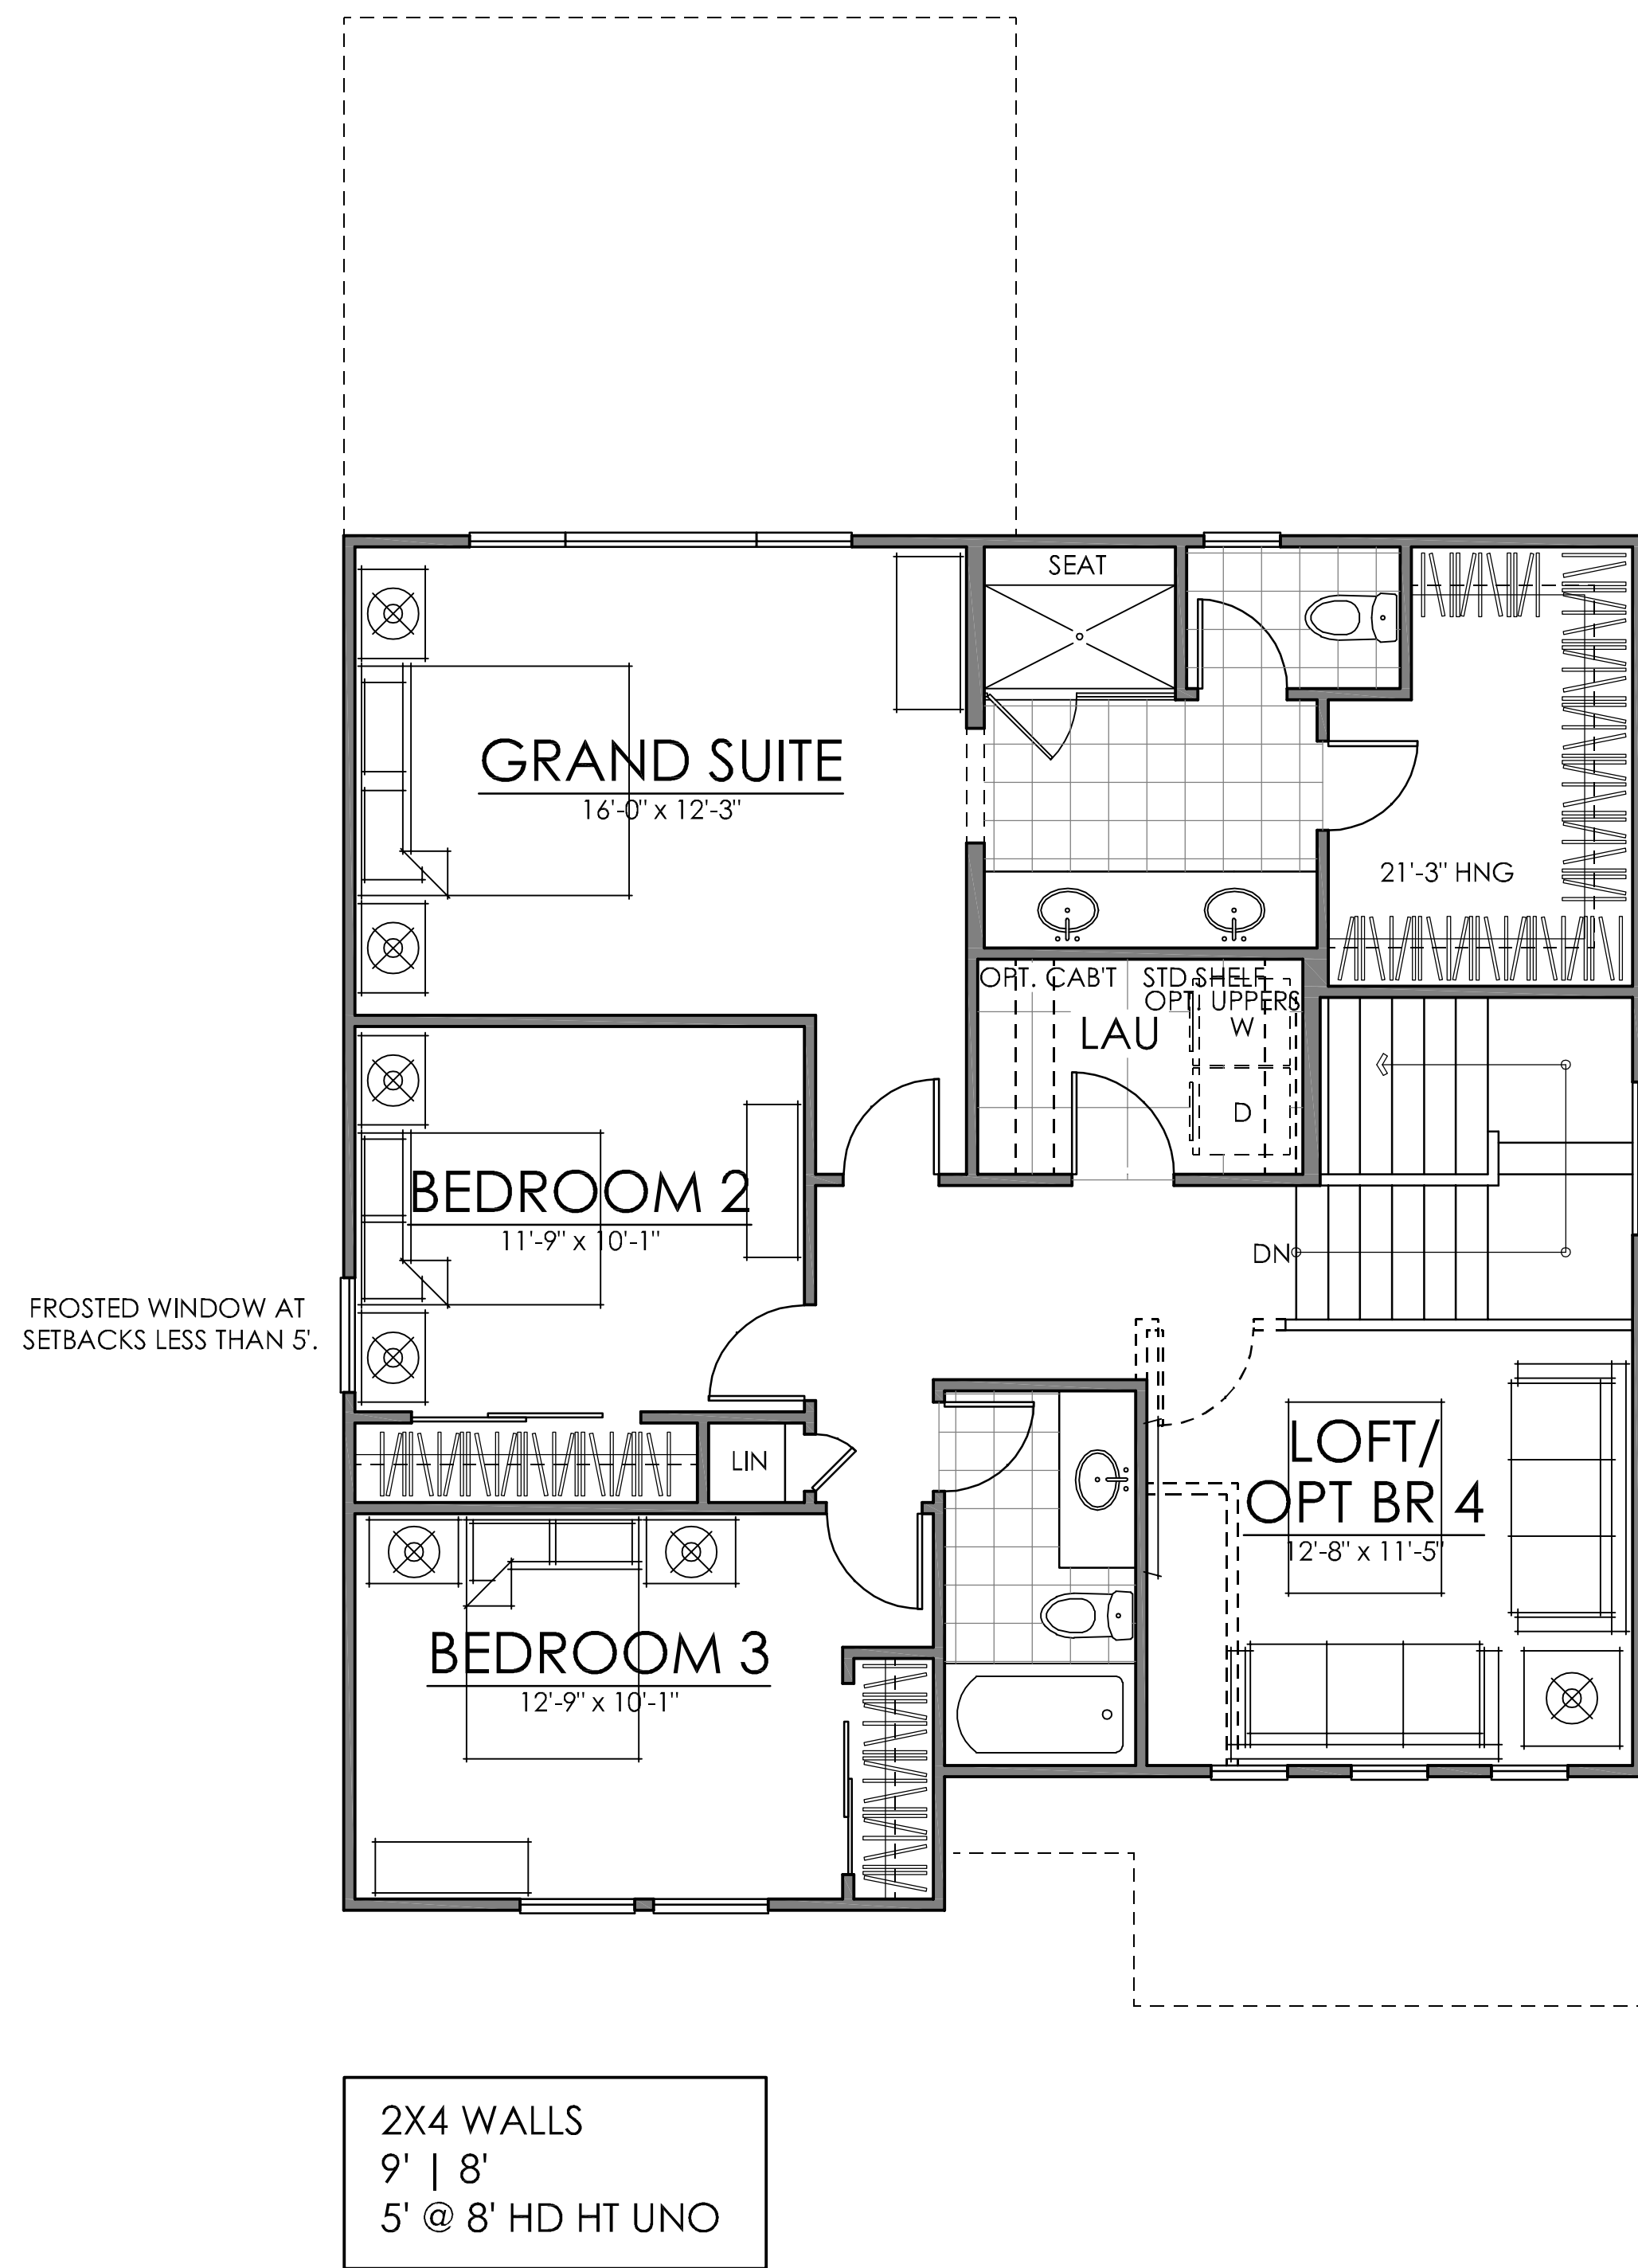 SEAT
GRAND SUITE
16'-0" x 12'-3"
21'-3" HNG
OPT. CAB'T
STD SHELF
OPT. UPPERS
W
LAU
D
BEDROOM 2
11'-9" x 10'-1"
DN
FROSTED WINDOW AT
SETBACKS LESS THAN 5'.
LIN
LOFT/
OPT BR 4
12'-8" x 11'-5"
BEDROOM 3
12'-9" x 10'-1"
2X4 WALLS
9' | 8'
5' @ 8' HD HT UNO